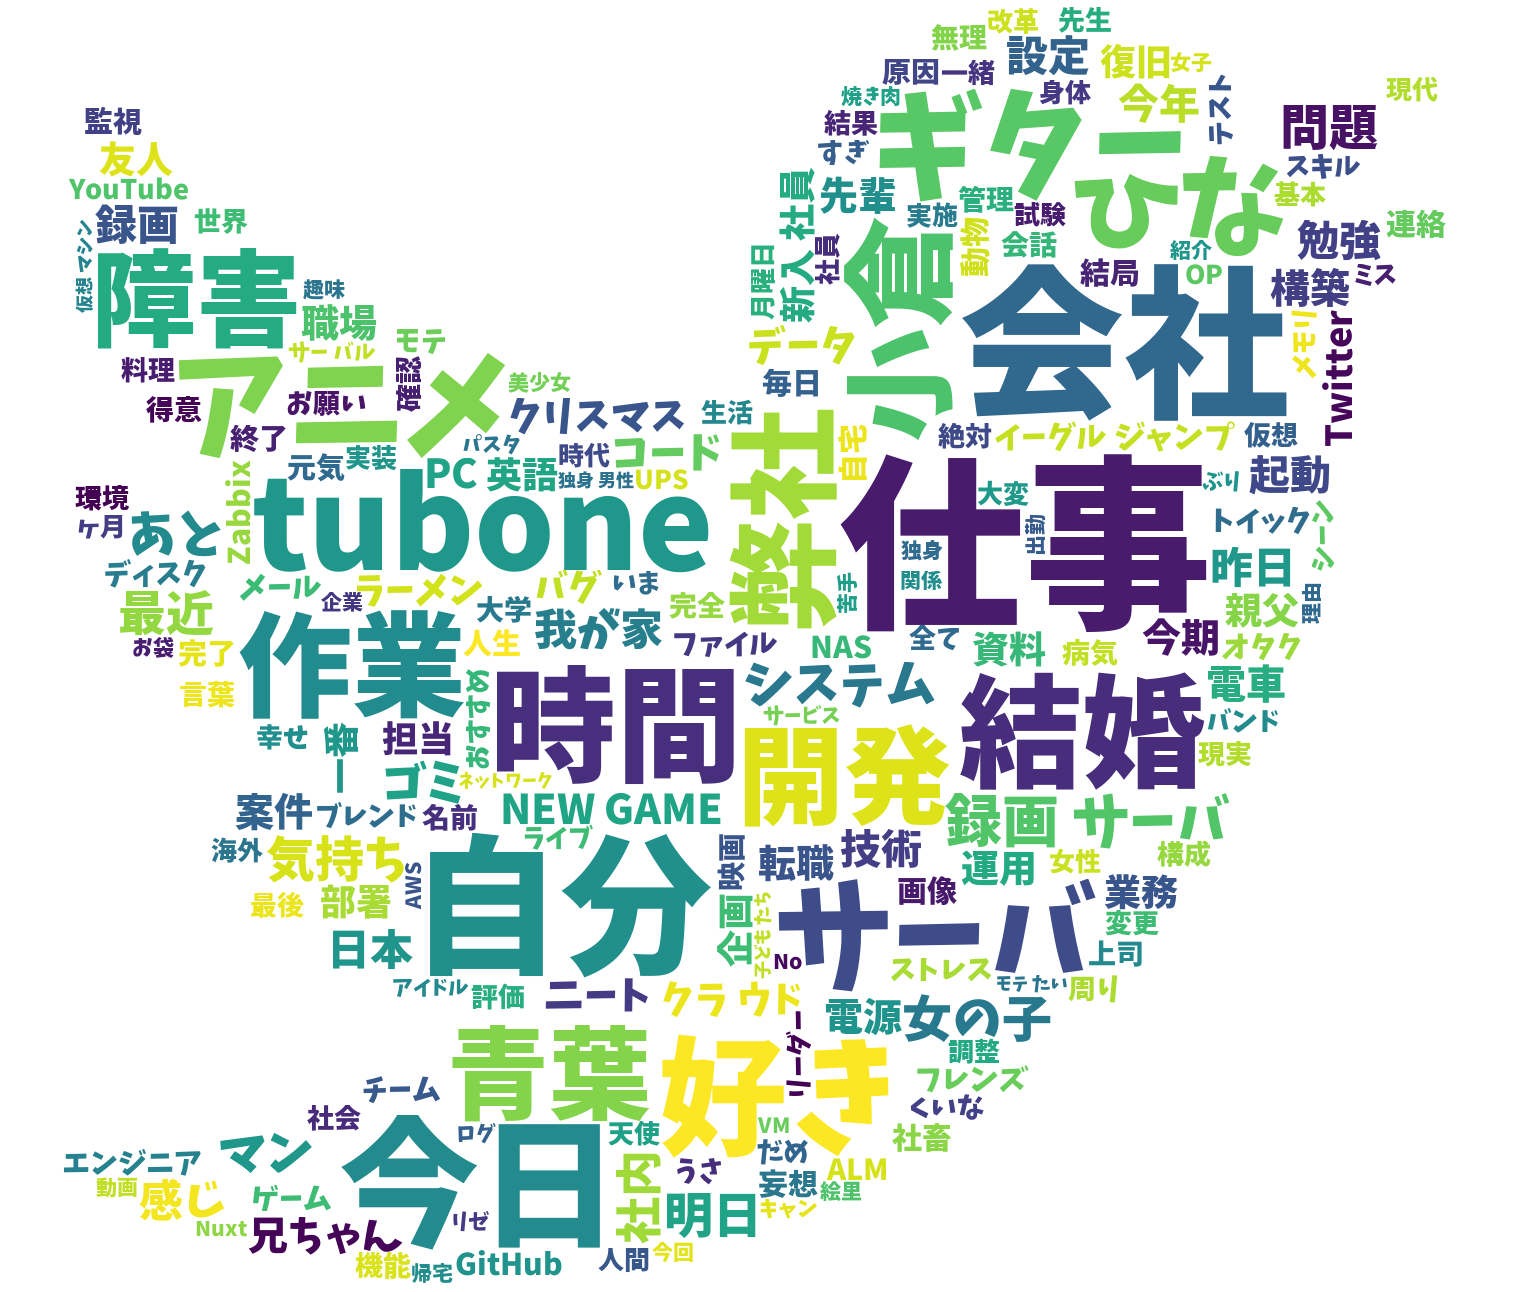 改革
先生
無理
設定
復旧
女子
原因
一緒
現代
焼き肉
身体
今年
テスト
結果
ギター
問題
すぎ
スキル
監視
友人
YouTube
録画
世界
仮想 マシン
先輩
新入 社員
社員
実施
管理
試験
ひな
基本
勉強
連絡
動物
会話
紹介
月曜日
小倉
結局
OP
構築
ミス
障害
趣味
職場
会社
メモリ
Twitter
モテ
データ
サー バル
料理
アニメ
確認
美少女
毎日
得意
お願い
クリスマス
生活
弊社
自宅
絶対
イーグル ジャンプ
仮想
終了
パスタ
時代
コード
元気
実装
PC
英語
独身 男性
UPS
仕事
大変
ぶり
起動
Zabbix
tubone
環境
ケ月
あと
出勤
独身
関係
トイック
シーン
ディスク
メール
ラーメン
バグ
いま
苦手
昨日
理由
最近
企業
大学
我が家
完全
親父
お袋
完了
作業
人生
ファイル
NAS
全て
資料
病気
今期
オタク
言葉
おすすめ
時間
システム
結婚
電車
サービス
バンド
幸せ
一番
担当
開発
現実
ゴミ
ネットワーク
案件
ブレンド
名前
NEW GAME
録画
サーバ
海外
気持ち
ライブ
映画
転職
技術
運用
女性
構成
AWS
自分
最後
部署
企画
子ども たち
画像
業務
サーバ
変更
日本
No
ストレス
上司
アイドル
評価
ニート
クラ ウド
モテ たい
周り
電源
女の子
リーダー
青葉
好き
調整
フレンズ
チーム
くいな
社会
今日
ログ
天使
VM
社畜
エンジニア
マン
だめ
動画
感じ
ゲーム
社内
うさ
妄想
ALM
絵里
Nuxt
兄ちゃん
リゼ
明日
キャン
機能
帰宅
GitHub
人間
今回